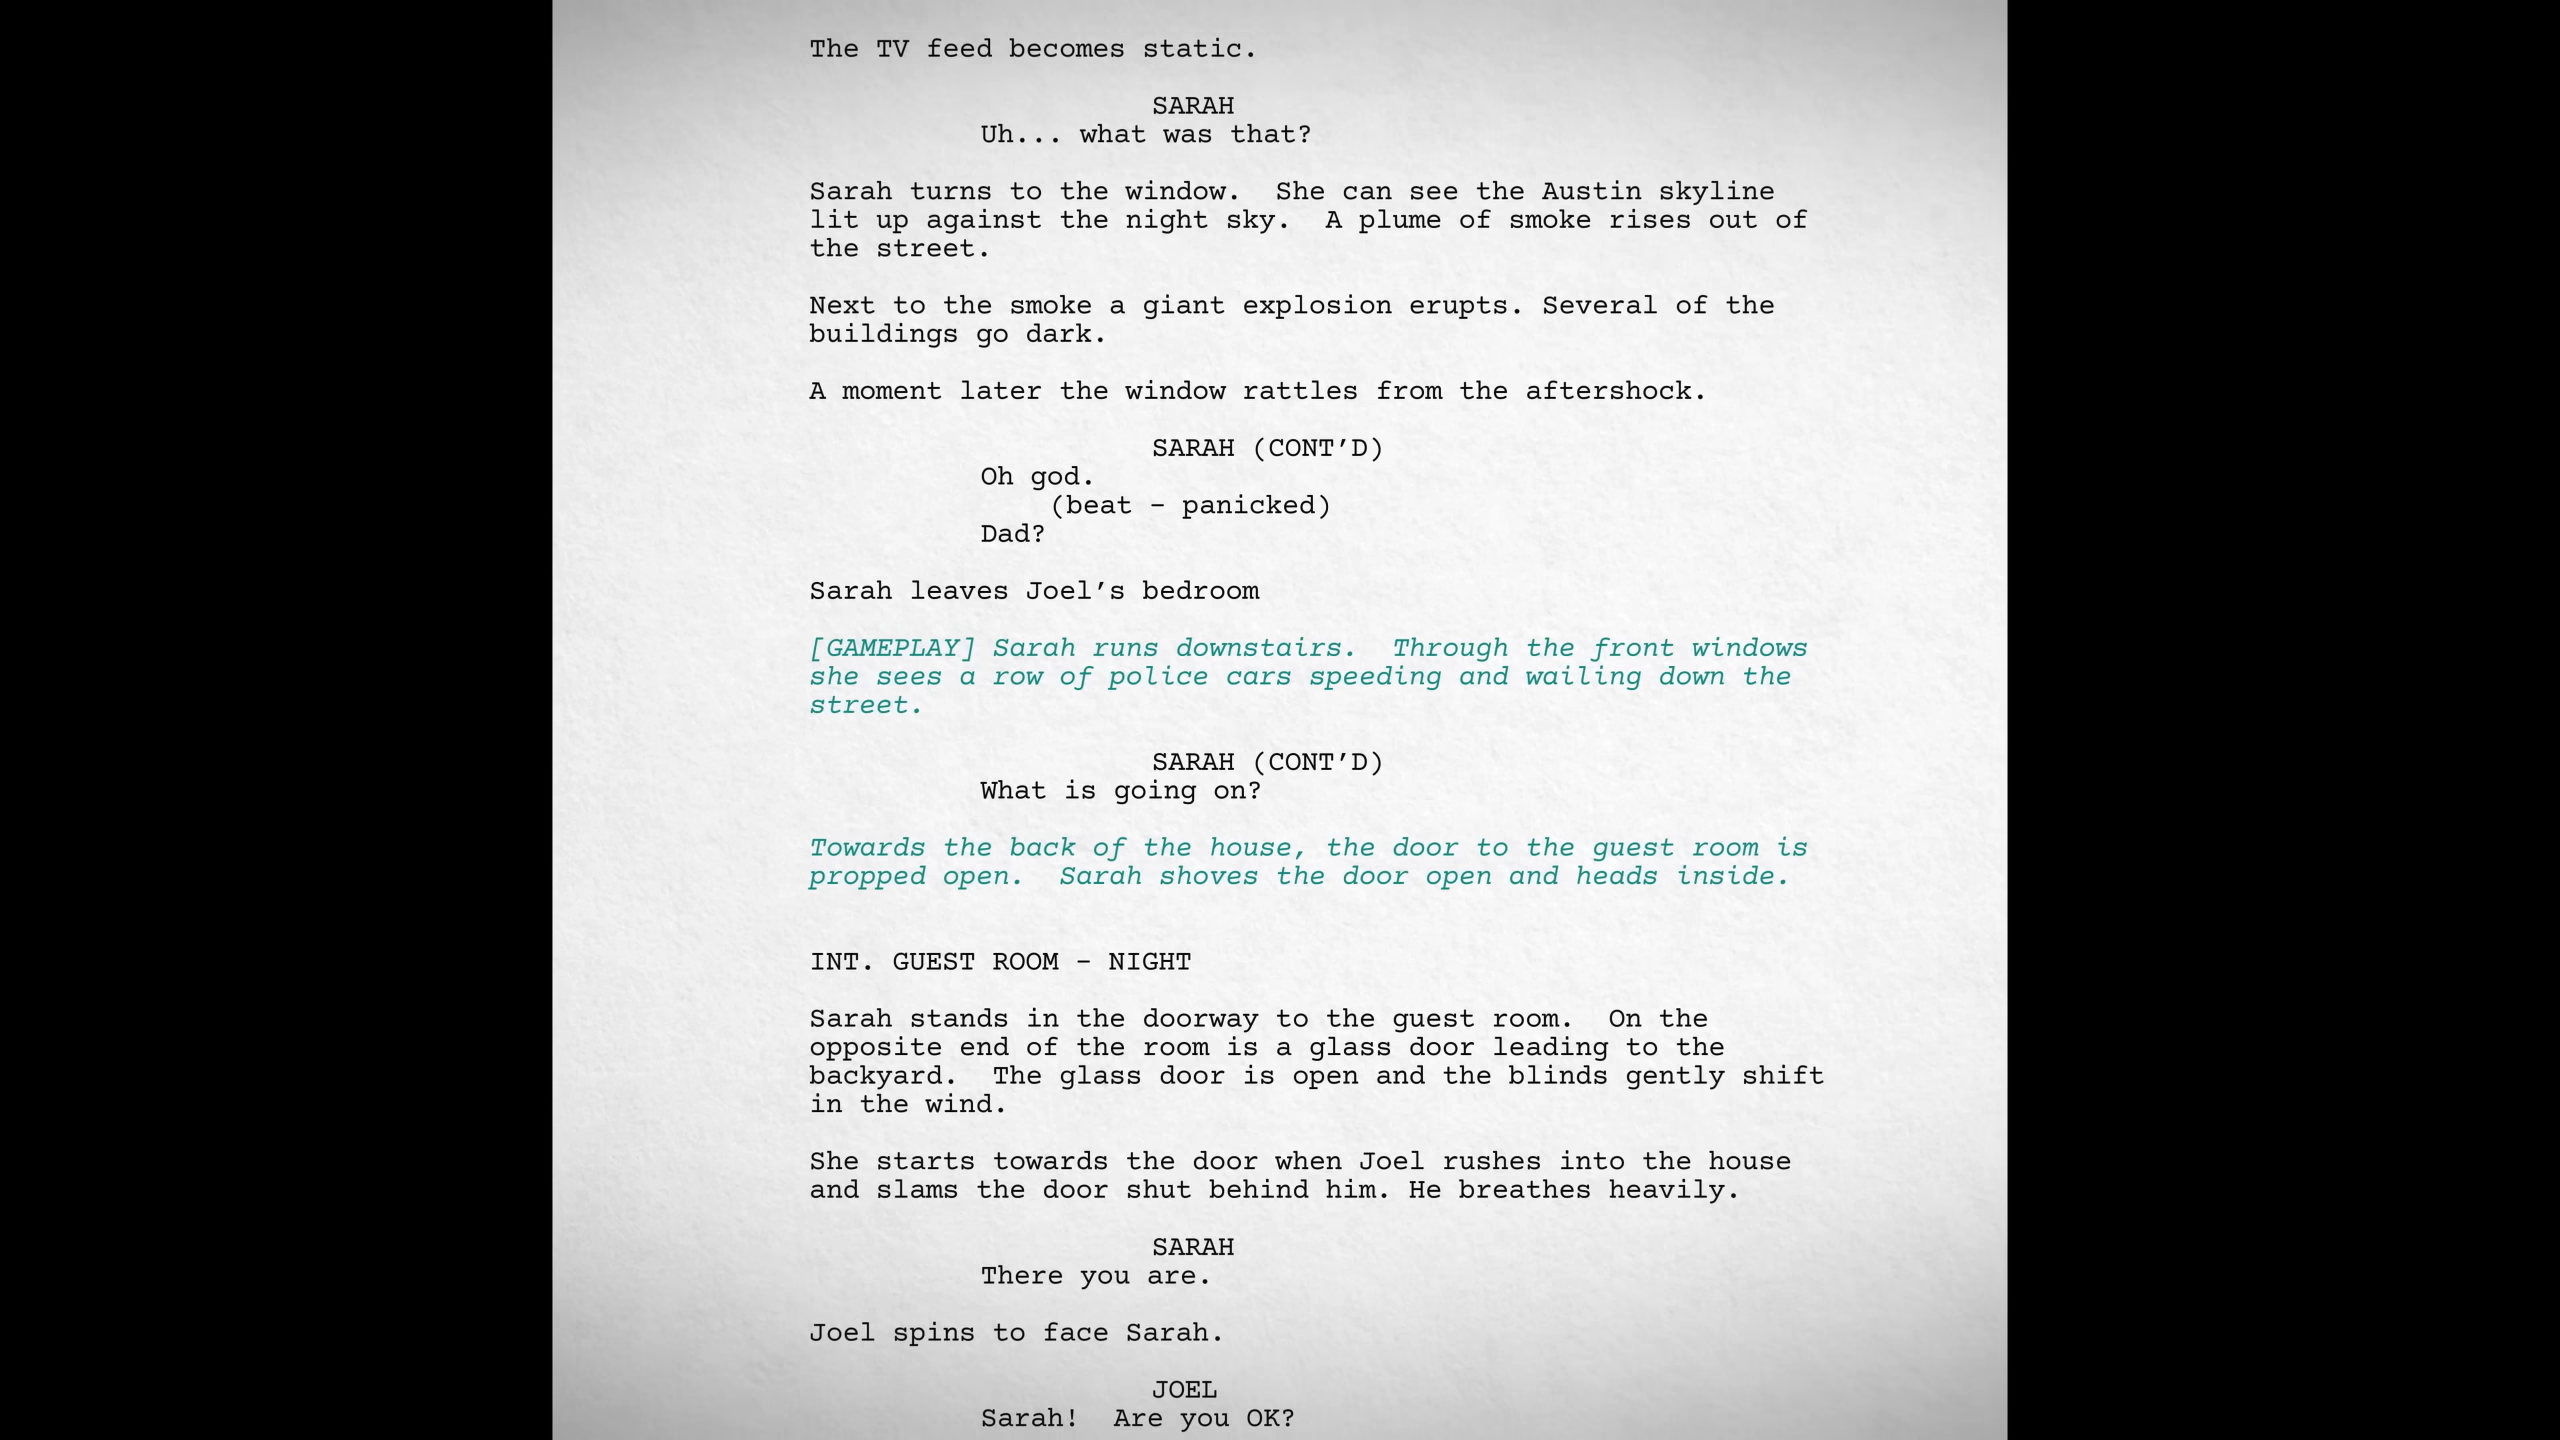 The TV feed becomes static.
SARAH
Uh... what was that?
Sarah turns to the window.  She can see the Austin skyline
lit up against the night sky.  A plume of smoke rises out of
the street.
Next to the smoke a giant explosion erupts. Several of the
buildings go dark.
A moment later the window rattles from the aftershock.
SARAH (CONT’D)
Oh god.
(beat – panicked)
Dad?
Sarah leaves Joel’s bedroom
[GAMEPLAY] Sarah runs downstairs.  Through the front windows
she sees a row of police cars speeding and wailing down the
street.
SARAH (CONT’D)
What is going on?
Towards the back of the house, the door to the guest room is
propped open.  Sarah shoves the door open and heads inside.
INT. GUEST ROOM – NIGHT
Sarah stands in the doorway to the guest room.  On the
opposite end of the room is a glass door leading to the
backyard.  The glass door is open and the blinds gently shift
in the wind.
She starts towards the door when Joel rushes into the house
and slams the door shut behind him. He breathes heavily.
SARAH
There you are.
Joel spins to face Sarah.
JOEL
Sarah!  Are you OK?